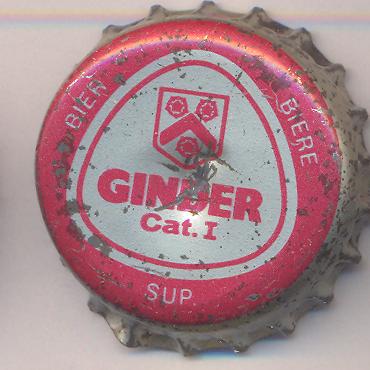 BIER
BIERE
GINDER
Cat. I
SUP